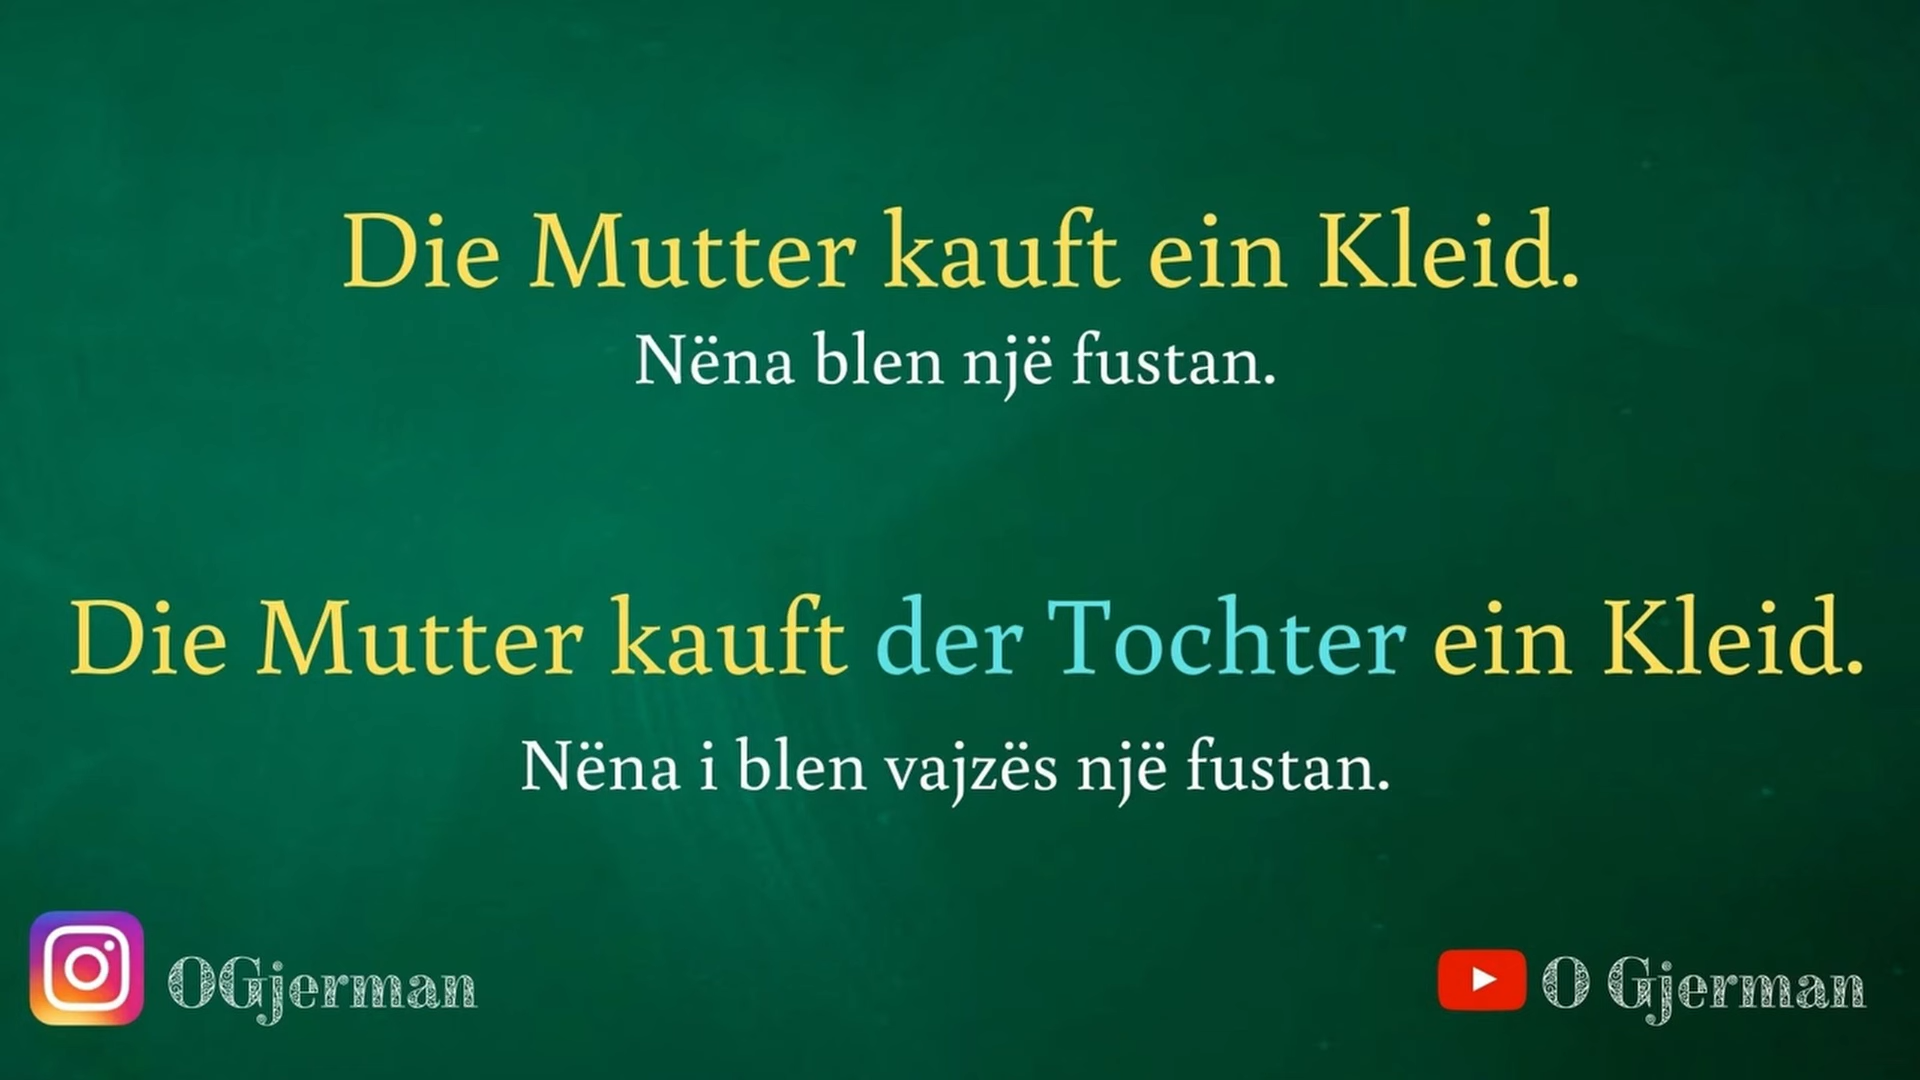 Die Mutter kauft ein Kleid.
Nëna blen një fustan.
Die Mutter kauft der Tochter ein Kleid.
Nëna i blen vajzës një fustan.
OGjerman
O Gjerman